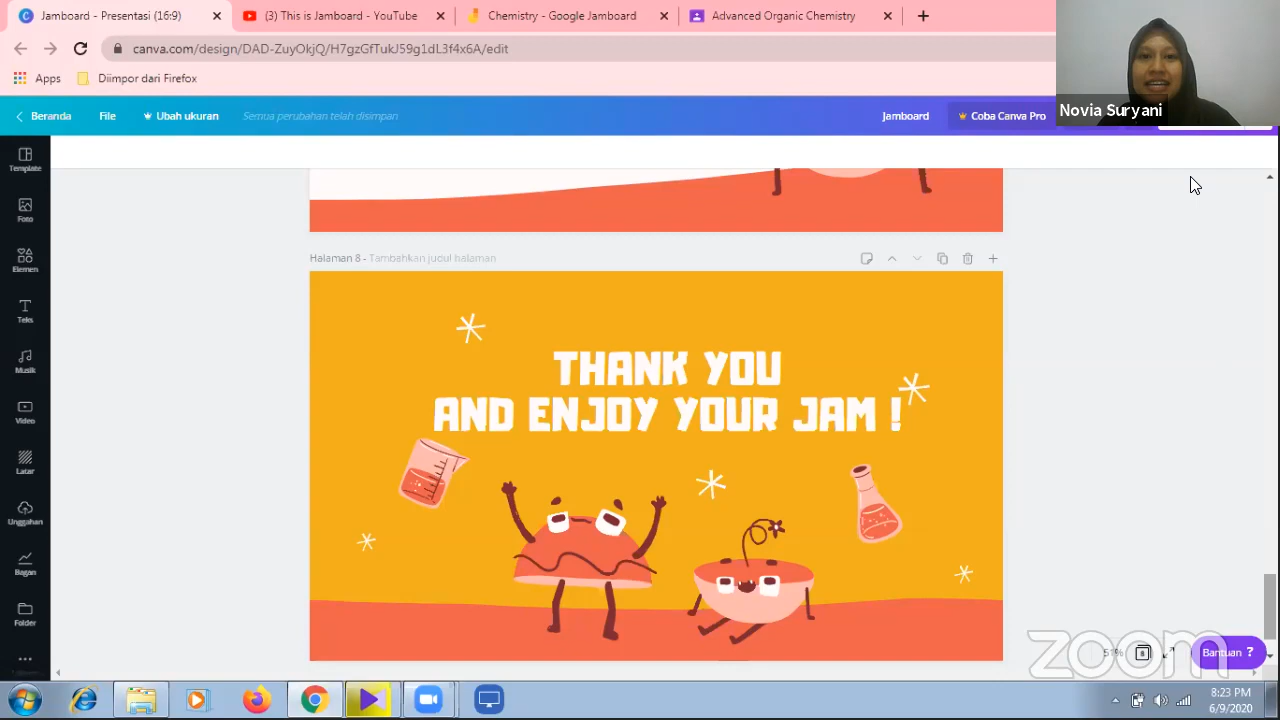 Jamboard - Presentasi (16:9)
(3) This is Jamboard - YouTube
Chemistry - Google Jamboard
Advanced Organic Chemistry
canva.com/design/DAD-ZuyOkjQ/H7gzGfTukJ59g1dL3f4x6A/edit
Apps
Diimpor dari Firefox
Novia Suryani
Beranda
File
Ubah ukuran
Semua perubahan telah disimpan
Jamboard
Coba Canva Pro
Template
Foto
Elemen
Teks
Musik
Video
Latar
Unggahan
Bagan
Folder
Halaman 8 - Tambahkan judul halaman
THANK YOU
AND ENJOY YOUR JAM !
zoom
51%
8
Bantuan ?
8:23 PM
6/9/2020